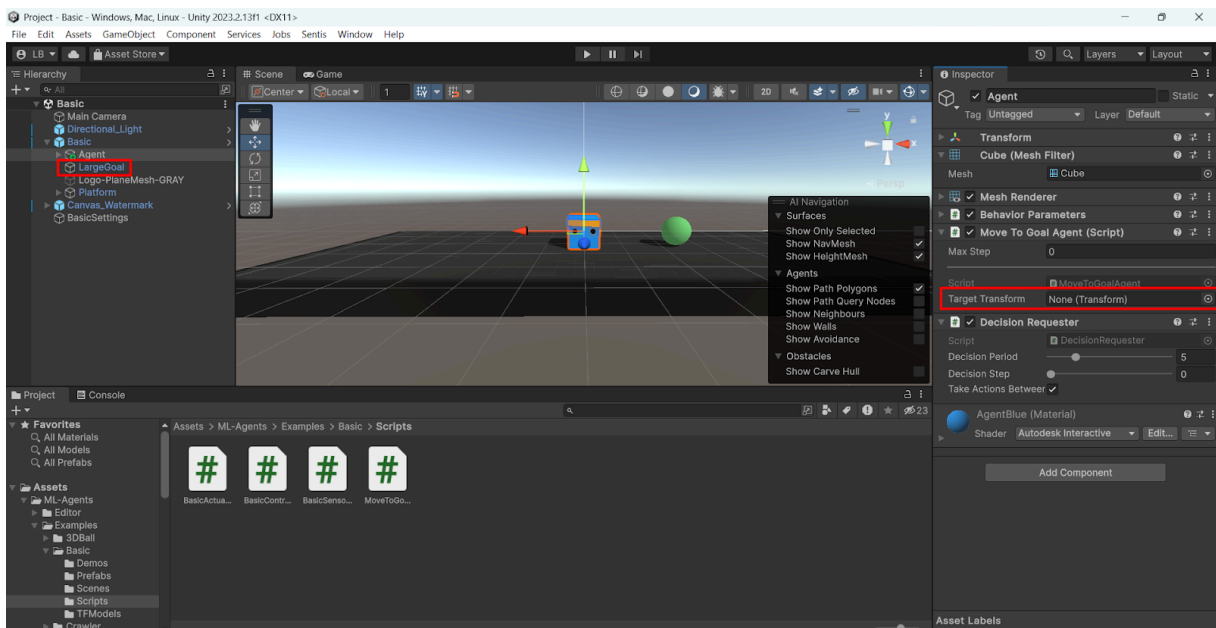 Project - Basic - Windows, Mac, Linux - Unity 2023.2.13f1 <DX11>
File Edit Assets GameObject Component Services Jobs Sentis Window Help
LB Asset Store Layers Layout
Hierarchy
All
Basic
Main Camera
Directional_Light
Basic
Agent
LargeGoal
Logo-PlaneMesh-GRAY
Platform
Canvas_Watermark
BasicSettings
Scene Game
Center Local 1 2D
y
x
Persp
AI Navigation
Surfaces
Show Only Selected
Show NavMesh
Show HeightMesh
Agents
Show Path Polygons
Show Path Query Nodes
Show Neighbours
Show Walls
Show Avoidance
Obstacles
Show Carve Hull
Inspector
Agent Static
Tag Untagged Layer Default
Transform
Cube (Mesh Filter)
Mesh Cube
Mesh Renderer
Behavior Parameters
Move To Goal Agent (Script)
Max Step 0
Script MoveToGoalAgent
Target Transform None (Transform)
Decision Requester
Script DecisionRequester
Decision Period 5
Decision Step 0
Take Actions Betweer
AgentBlue (Material)
Shader Autodesk Interactive Edit...
Add Component
Asset Labels
Project Console
23
Favorites
All Materials
All Models
All Prefabs
Assets
ML-Agents
Editor
Examples
3DBall
Basic
Demos
Prefabs
Scenes
Scripts
TFModels
Crawler
Assets > ML-Agents > Examples > Basic > Scripts
BasicActua... BasicContr... BasicSenso... MoveToGo...